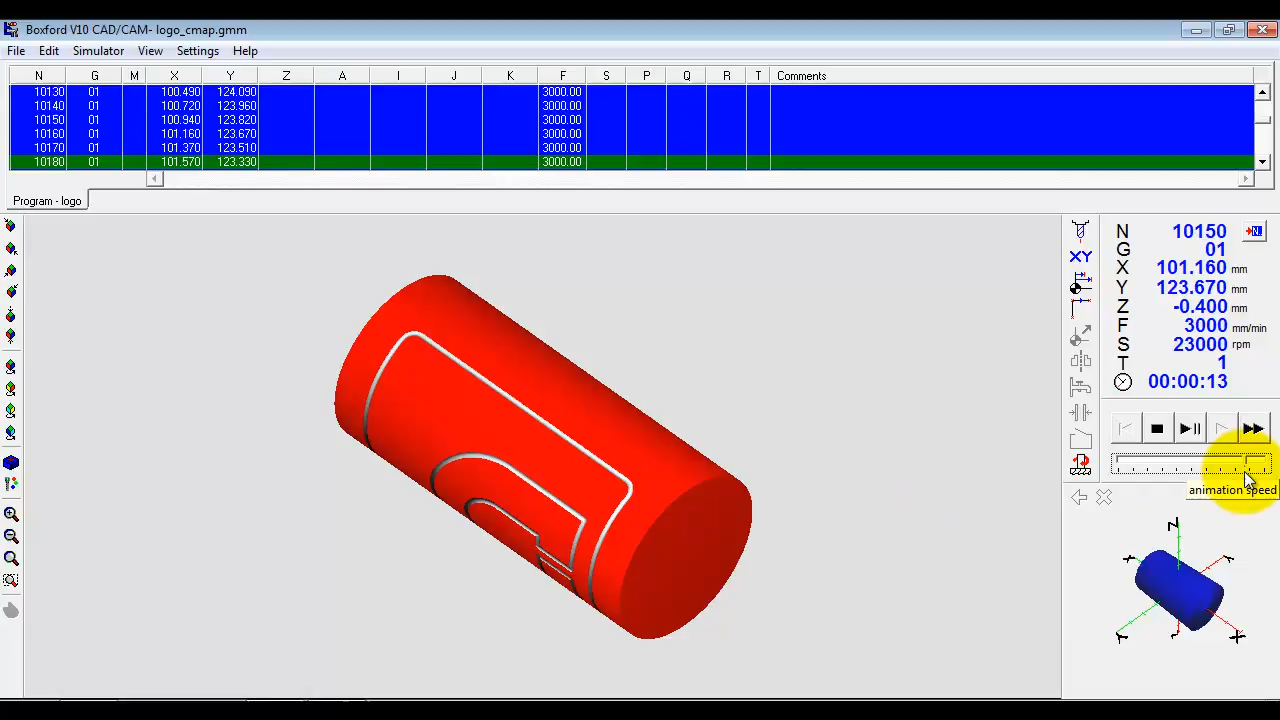 Boxford V10 CAD/CAM- logo_cmap.gmm
File Edit Simulator View Settings Help
N G M X Y Z A I J K F S P Q R T Comments
10130 01 100.490 124.090 3000.00
10140 01 100.720 123.960 3000.00
10150 01 100.940 123.820 3000.00
10160 01 101.160 123.670 3000.00
10170 01 101.370 123.510 3000.00
10180 01 101.570 123.330 3000.00
Program - logo
N 10150
G 01
X 101.160 mm
XY
Y 123.670 mm
Z -0.400 mm
F 3000 mm/min
S 23000 rpm
T 1
00:00:13
animation speed